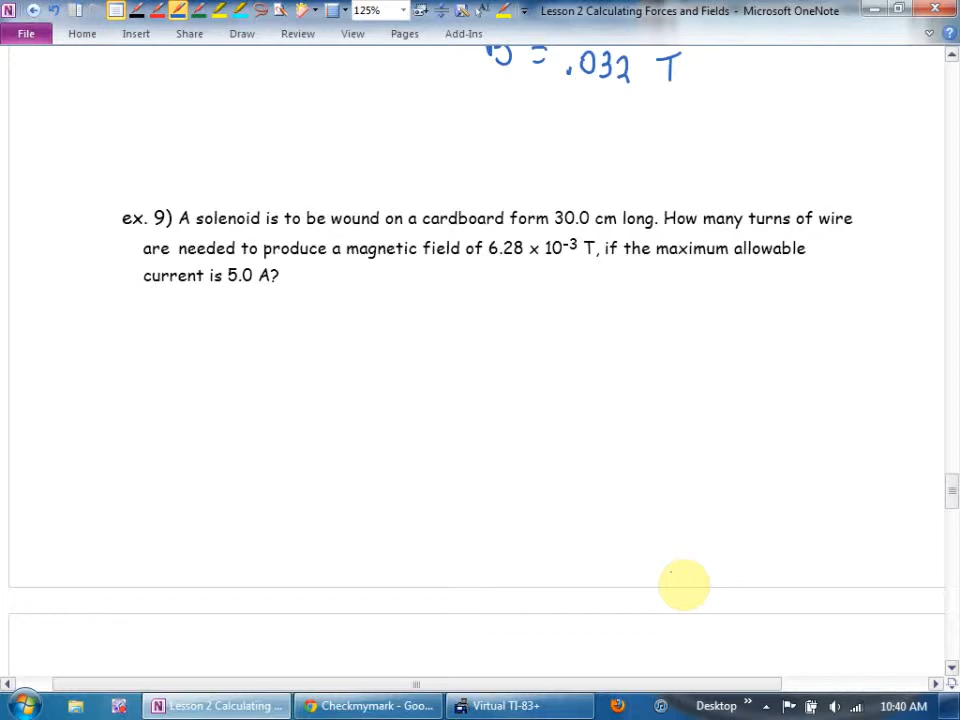 125%
Lesson 2 Calculating Forces and Fields - Microsoft OneNote
File Home Insert Share Draw Review View Pages Add-Ins
B = .032 T
ex. 9) A solenoid is to be wound on a cardboard form 30.0 cm long. How many turns of wire
are needed to produce a magnetic field of 6.28 x 10-3 T, if the maximum allowable
current is 5.0 A?
Lesson 2 Calculating ... Checkmymark - Goo... Virtual TI-83+ Desktop 10:40 AM